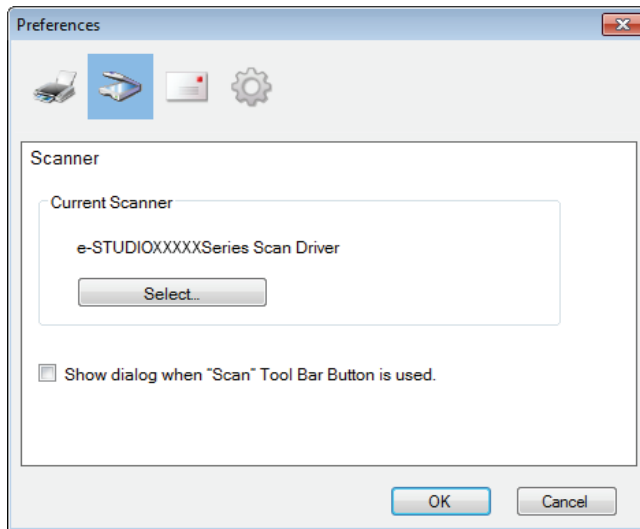 Preferences
Scanner
Current Scanner
e-STUDIOXXXXXSeries Scan Driver
Select...
Show dialog when "Scan" Tool Bar Button is used.
OK
Cancel